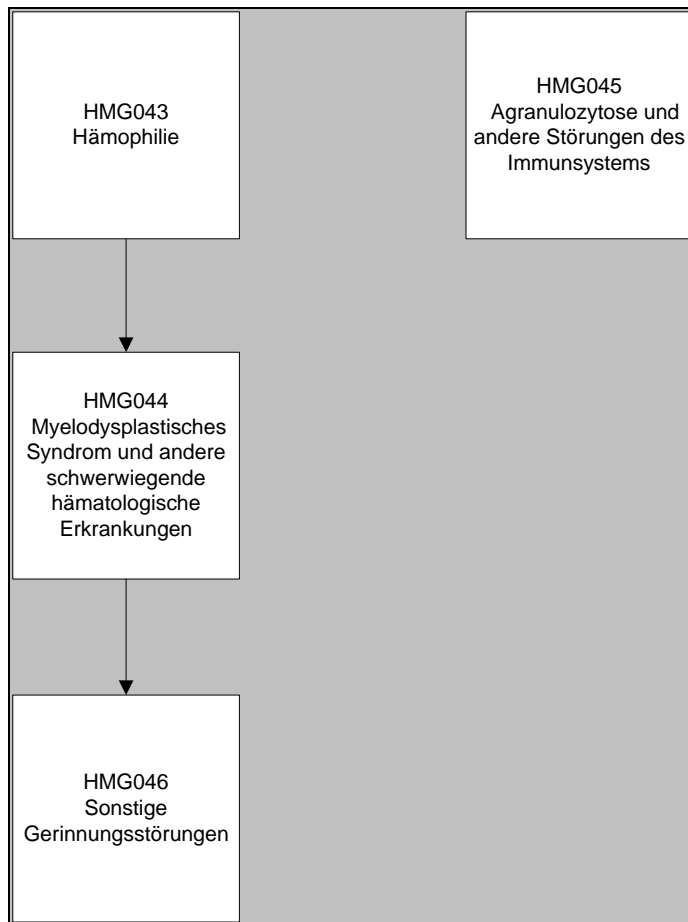 HMG043
Hämophilie
HMG045
Agranulozytose und
andere Störungen des
Immunsystems
HMG044
Myelodysplastisches
Syndrom und andere
schwerwiegende
hämatologische
Erkrankungen
HMG046
Sonstige
Gerinnungsstörungen